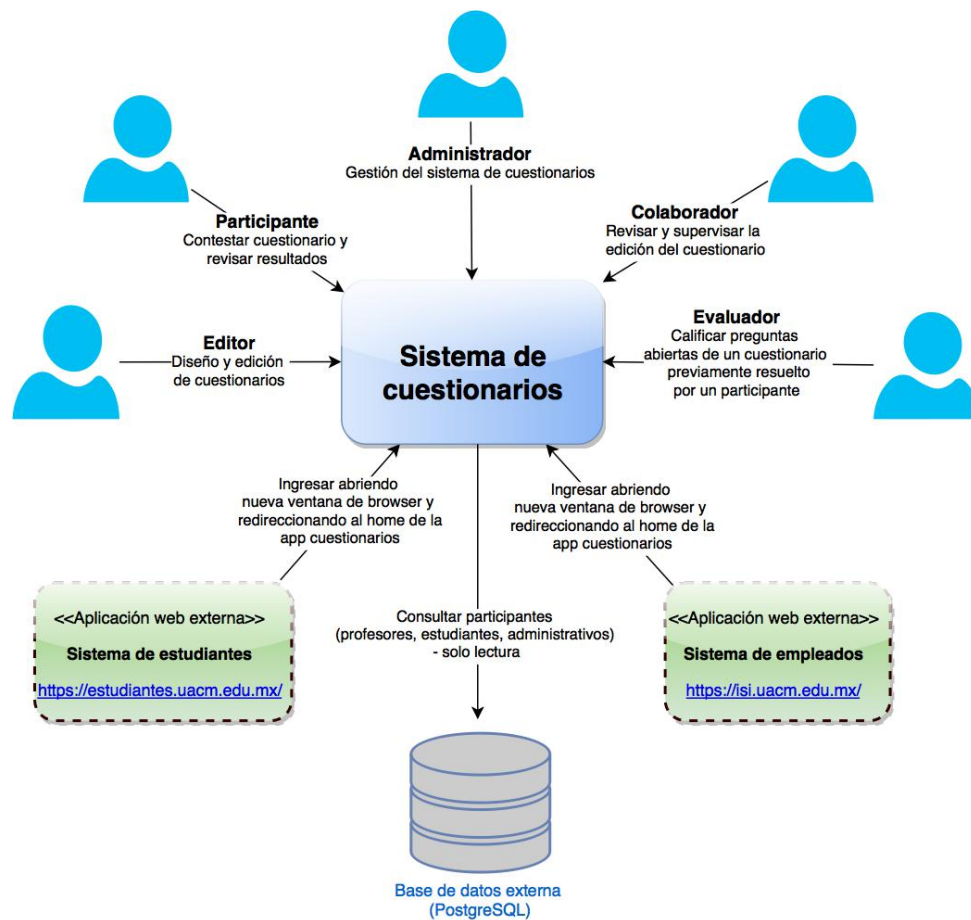 Administrador
Gestión del sistema de cuestionarios
Participante
Contestar cuestionario y
revisar resultados
Colaborador
Revisar y supervisar la
edición del cuestionario
Editor
Diseño y edición
de cuestionarios
Sistema de
cuestionarios
Evaluador
Calificar preguntas
abiertas de un cuestionario
previamente resuelto
por un participante
Ingresar abriendo
nueva ventana de browser y
redireccionando al home de la
app cuestionarios
Ingresar abriendo
nueva ventana de browser y
redireccionando al home de la
app cuestionarios
<<Aplicación web externa>>
Sistema de estudiantes
https://estudiantes.uacm.edu.mx/
Consultar participantes
(profesores, estudiantes, administrativos)
- solo lectura
<<Aplicación web externa>>
Sistema de empleados
https://isi.uacm.edu.mx/
Base de datos externa
(PostgreSQL)